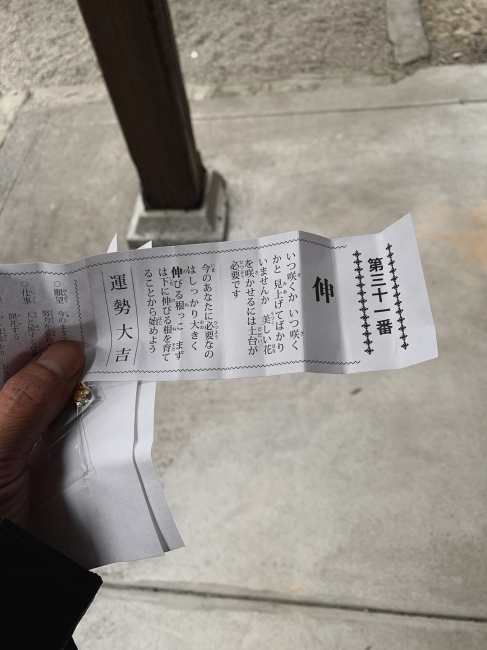 第三十一番
伸
いつ咲くか いつ咲く
かと 見上げてばかり
いませんか 美しい花
を咲かせるには土台が
必要です
今のあなたに必要なの
はしっかり大きく
伸びる根っこ まず
は下に伸びる根を育て
ることから始めよう
運勢大吉
○願望
○仕事